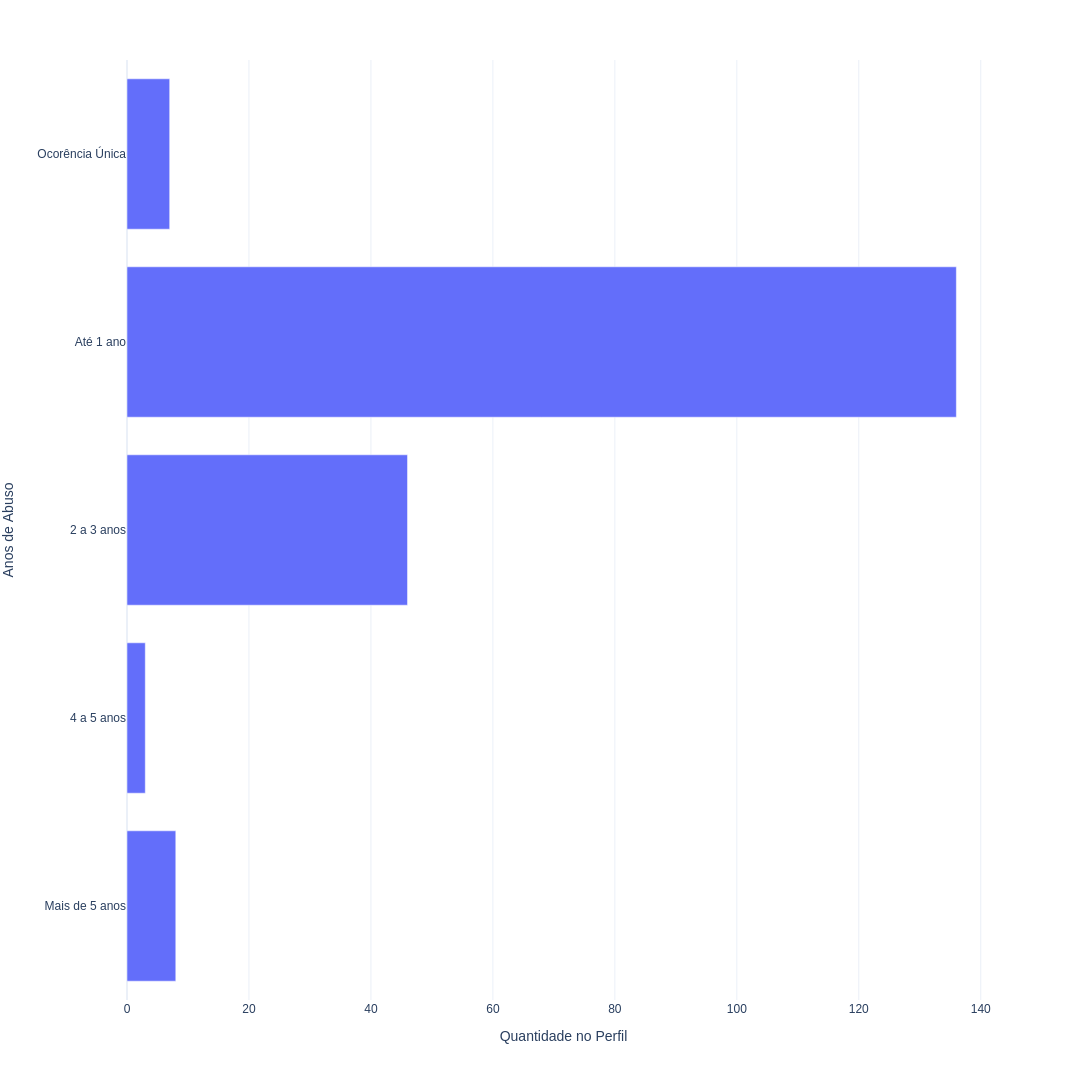 Ocorência Única
Até 1 ano
2 a 3 anos
4 a 5 anos
Mais de 5 anos
Anos de Abuso
0 20 40 60 80 100 120 140
Quantidade no Perfil